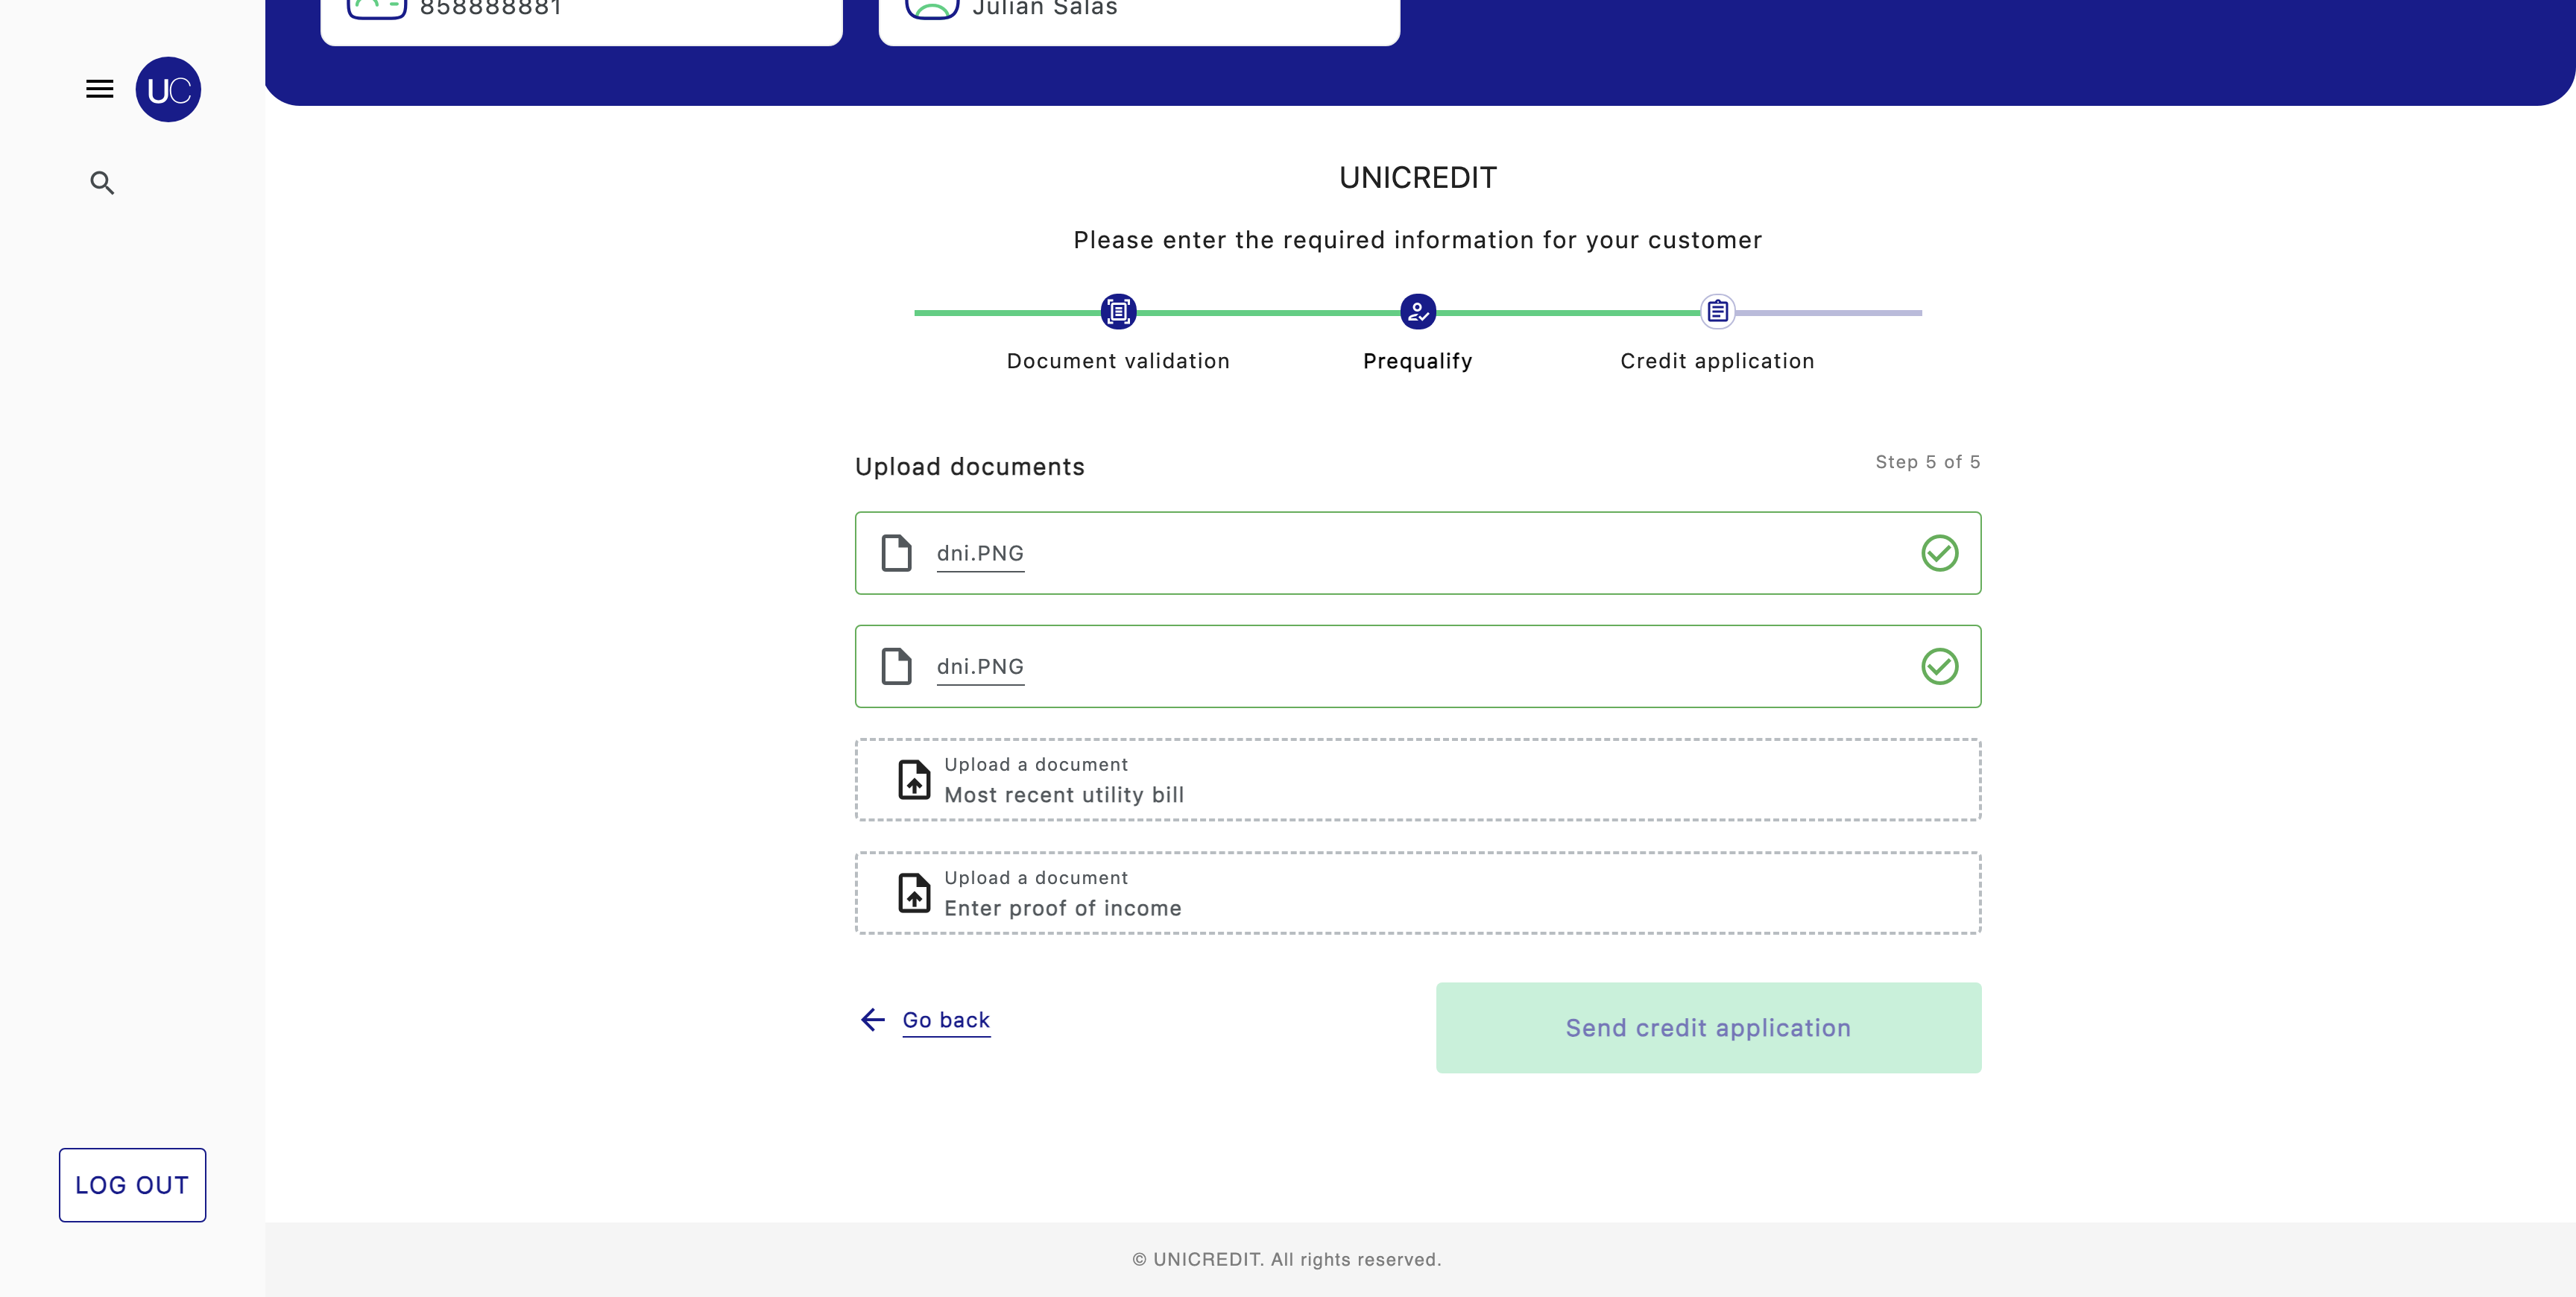 858888881
Julian Salas
UC
UNICREDIT
Please enter the required information for your customer
Document validation
Prequalify
Credit application
Upload documents
Step 5 of 5
dni.PNG
dni.PNG
Upload a document
Most recent utility bill
Upload a document
Enter proof of income
Go back
Send credit application
LOG OUT
© UNICREDIT. All rights reserved.